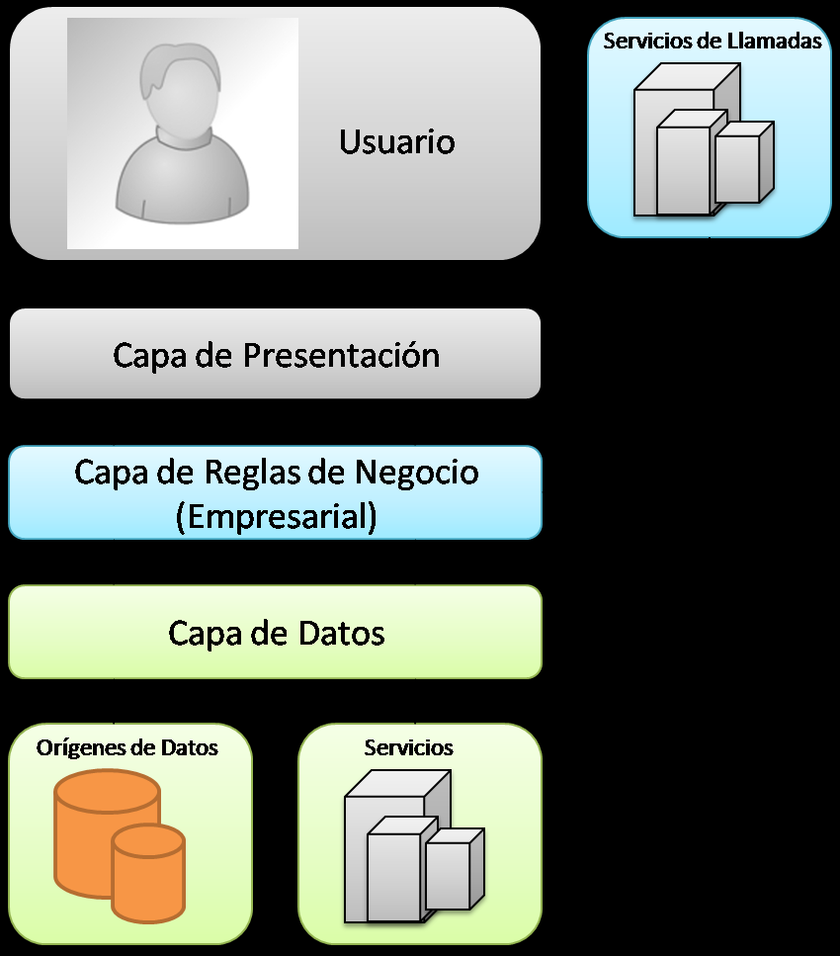 Servicios de Llamadas
Usuario
Capa de Presentación
Capa de Reglas de Negocio
(Empresarial)
Capa de Datos
Orígenes de Datos
Servicios